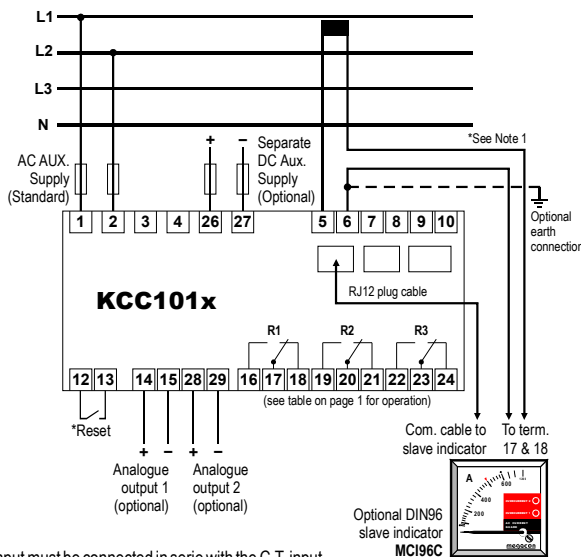 L1
L2
L3
N
*See Note 1
AC AUX.
Supply
(Standard)
+ −
Separate
DC Aux.
Supply
(Optional)
1 2 3 4 26 27 5 6 7 8 9 10
Optional
earth
connection
KCC101x
RJ12 plug cable
R1 R2 R3
12 13 14 15 28 29 16 17 18 19 20 21 22 23 24
(see table on page 1 for operation)
*Reset
+ − + −
Analogue
output 1
(optional)
Analogue
output 2
(optional)
Com. cable to
slave indicator
To term.
17 & 18
Optional DIN96
slave indicator
MCI96C
A
200
400
600
megacon
nput must be connected in serie with the C.T. input